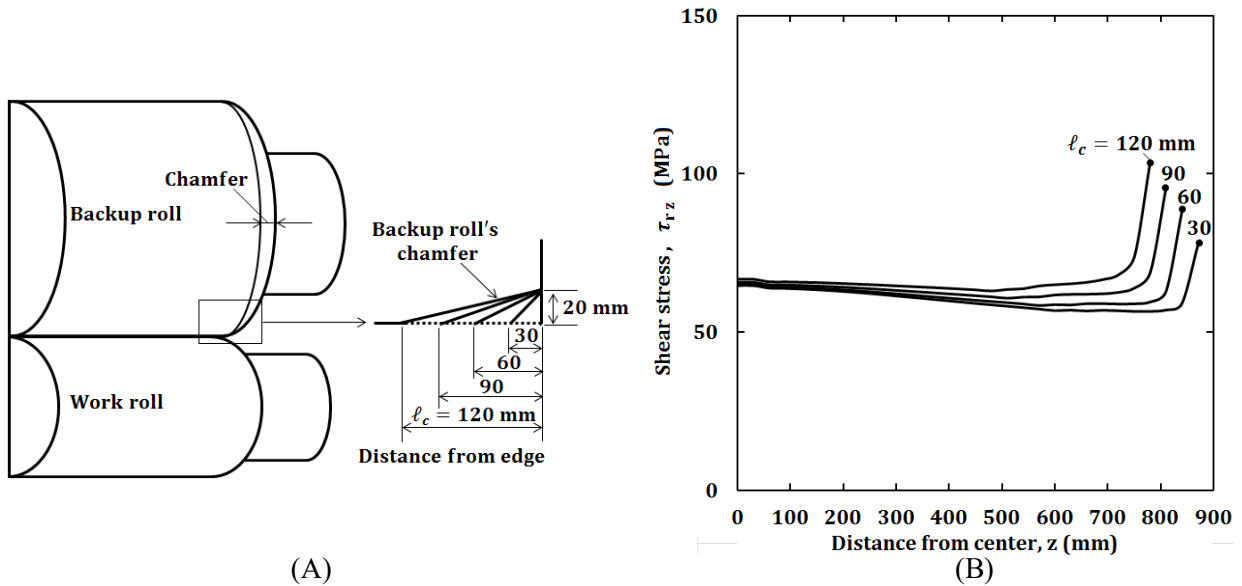 Chamfer
Backup roll
Work roll
Backup roll's
chamfer
20 mm
30
60
90
ℓc = 120 mm
Distance from edge
(A)
150
100
50
0
Shear stress , τrz (MPa)
ℓc = 120 mm
90
60
30
0 100 200 300 400 500 600 700 800 900
Distance from center, z (mm)
(B)